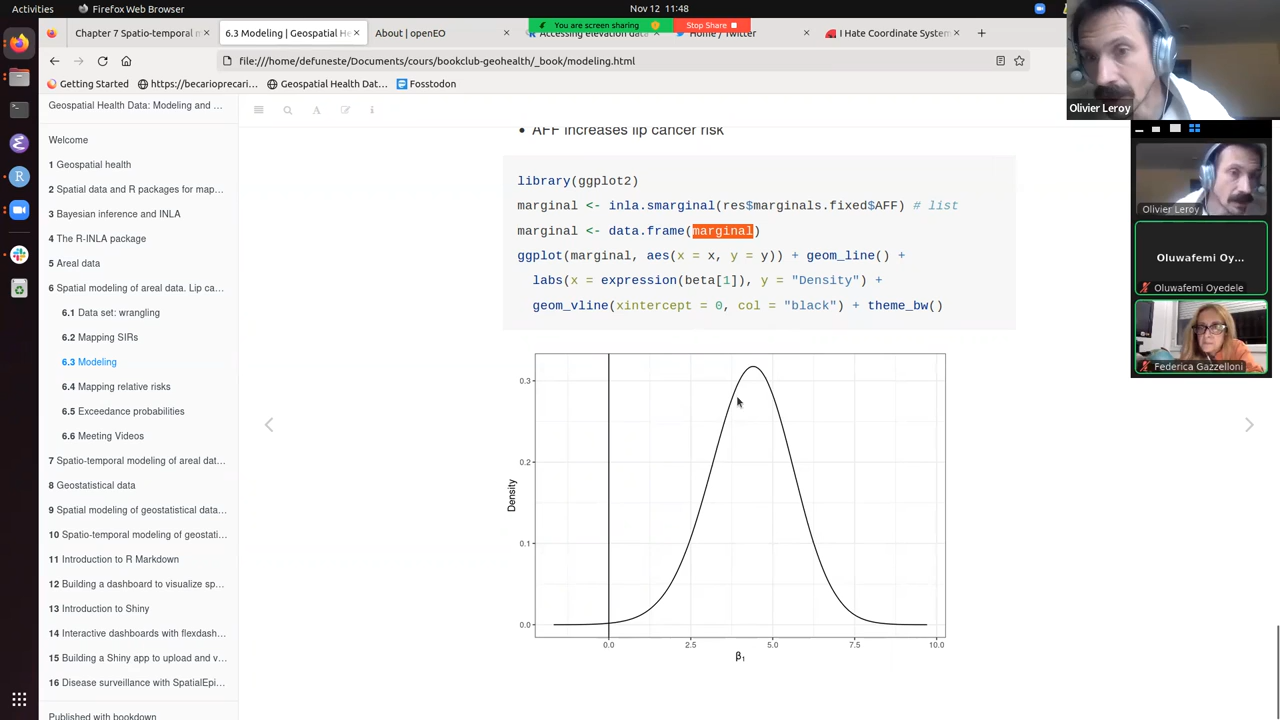 Activities
Firefox Web Browser
Nov 12 11:48
You are screen sharing
Stop Share
Chapter 7 Spatio-temporal m
6.3 Modeling | Geospatial He
About | openEO
Accessing elevation data
Home / Twitter
I Hate Coordinate System
file:///home/defuneste/Documents/cours/bookclub-geohealth/_book/modeling.html
Getting Started
https://becarioprecari...
Geospatial Health Dat...
Fosstodon
Geospatial Health Data: Modeling and ...
Welcome
1 Geospatial health
2 Spatial data and R packages for map...
3 Bayesian inference and INLA
4 The R-INLA package
5 Areal data
6 Spatial modeling of areal data. Lip ca...
6.1 Data set: wrangling
6.2 Mapping SIRs
6.3 Modeling
6.4 Mapping relative risks
6.5 Exceedance probabilities
6.6 Meeting Videos
7 Spatio-temporal modeling of areal dat...
8 Geostatistical data
9 Spatial modeling of geostatistical data...
10 Spatio-temporal modeling of geostati...
11 Introduction to R Markdown
12 Building a dashboard to visualize sp...
13 Introduction to Shiny
14 Interactive dashboards with flexdash...
15 Building a Shiny app to upload and v...
16 Disease surveillance with SpatialEpi...
Published with bookdown
• AFF increases lip cancer risk
library(ggplot2)
marginal <- inla.smarginal(res$marginals.fixed$AFF) # list
marginal <- data.frame(marginal)
ggplot(marginal, aes(x = x, y = y)) + geom_line() +
labs(x = expression(beta[1]), y = "Density") +
geom_vline(xintercept = 0, col = "black") + theme_bw()
0.3
0.2
0.1
0.0
Density
0.0 2.5 5.0 7.5 10.0
β1
Olivier Leroy
Olivier Leroy
Oluwafemi Oy...
Oluwafemi Oyedele
Federica Gazzelloni